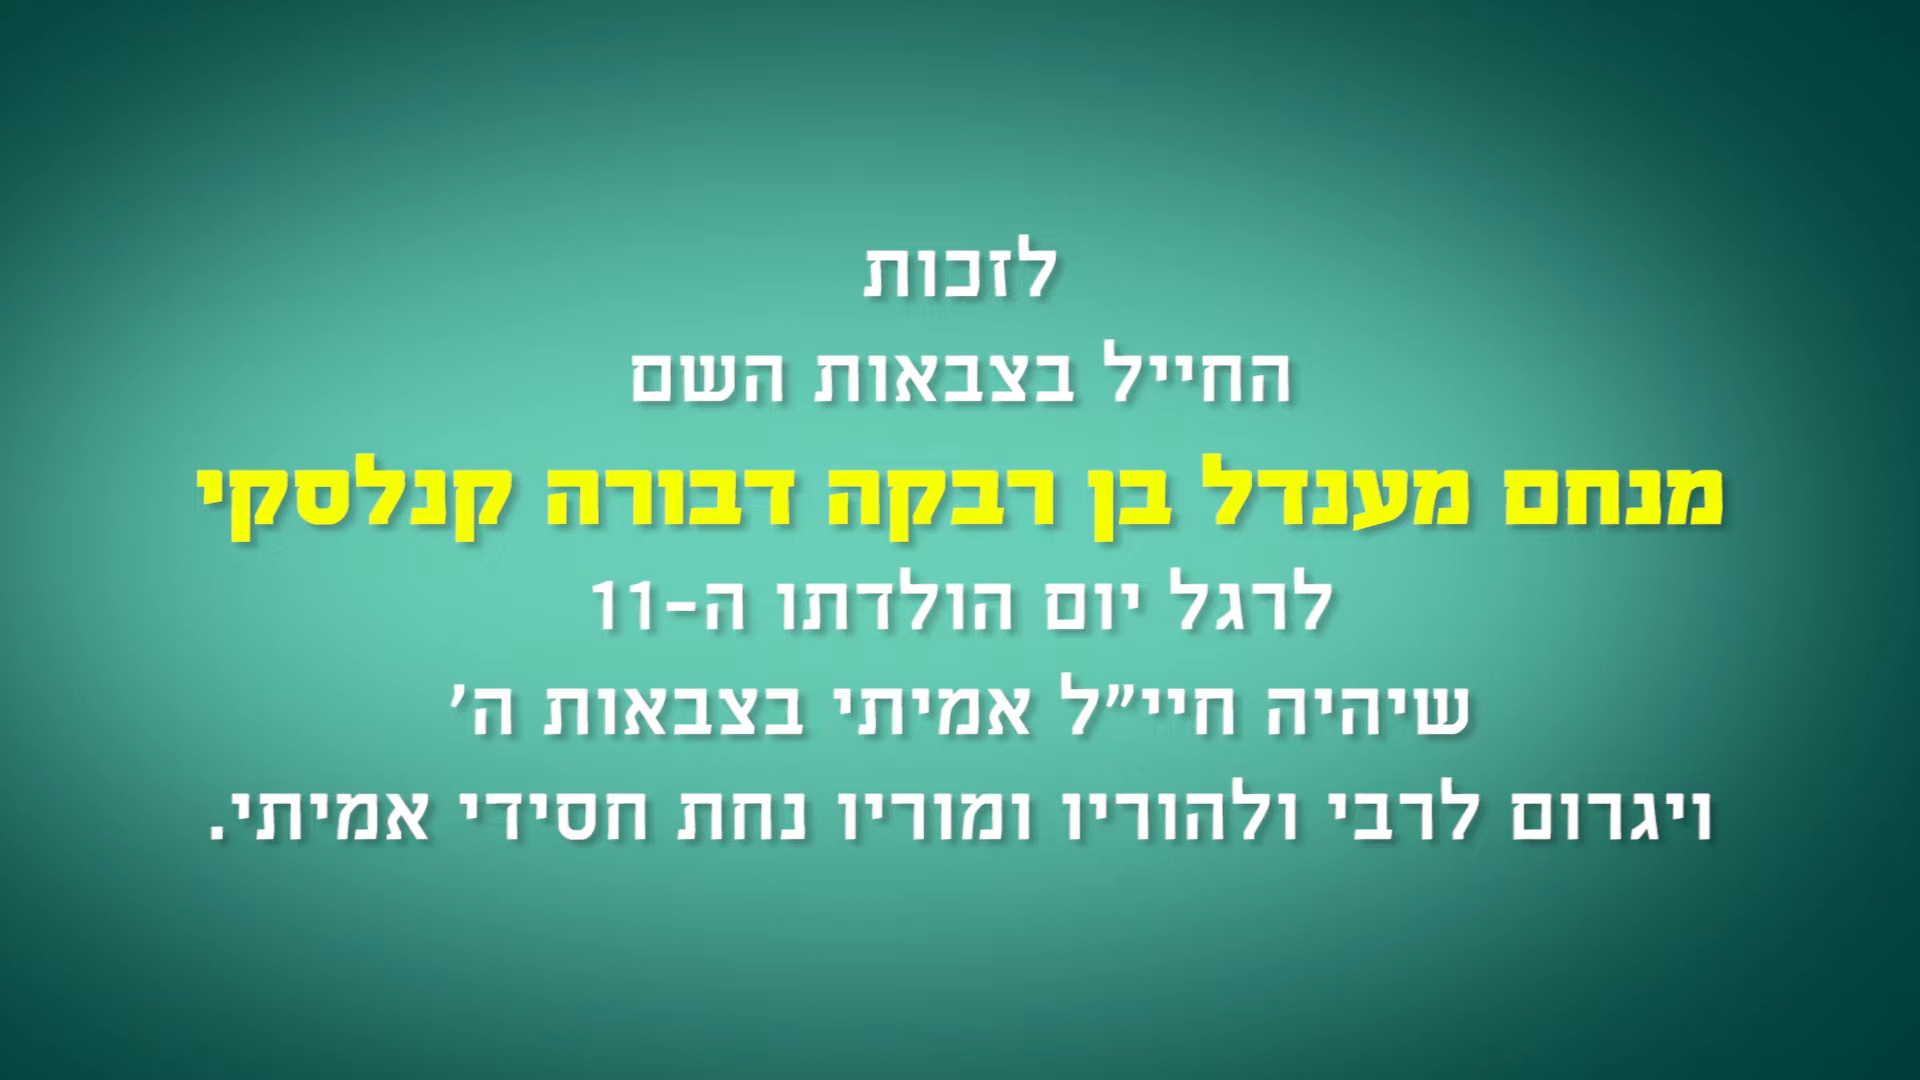 לזכות
החייל בצבאות השם
מנחם מענדל בן רבקה דבורה קנלסקי
לרגל יום הולדתו ה-11
שיהיה חיי"ל אמיתי בצבאות ה'
ויגרום לרבי ולהוריו ומוריו נחת חסידי אמיתי.